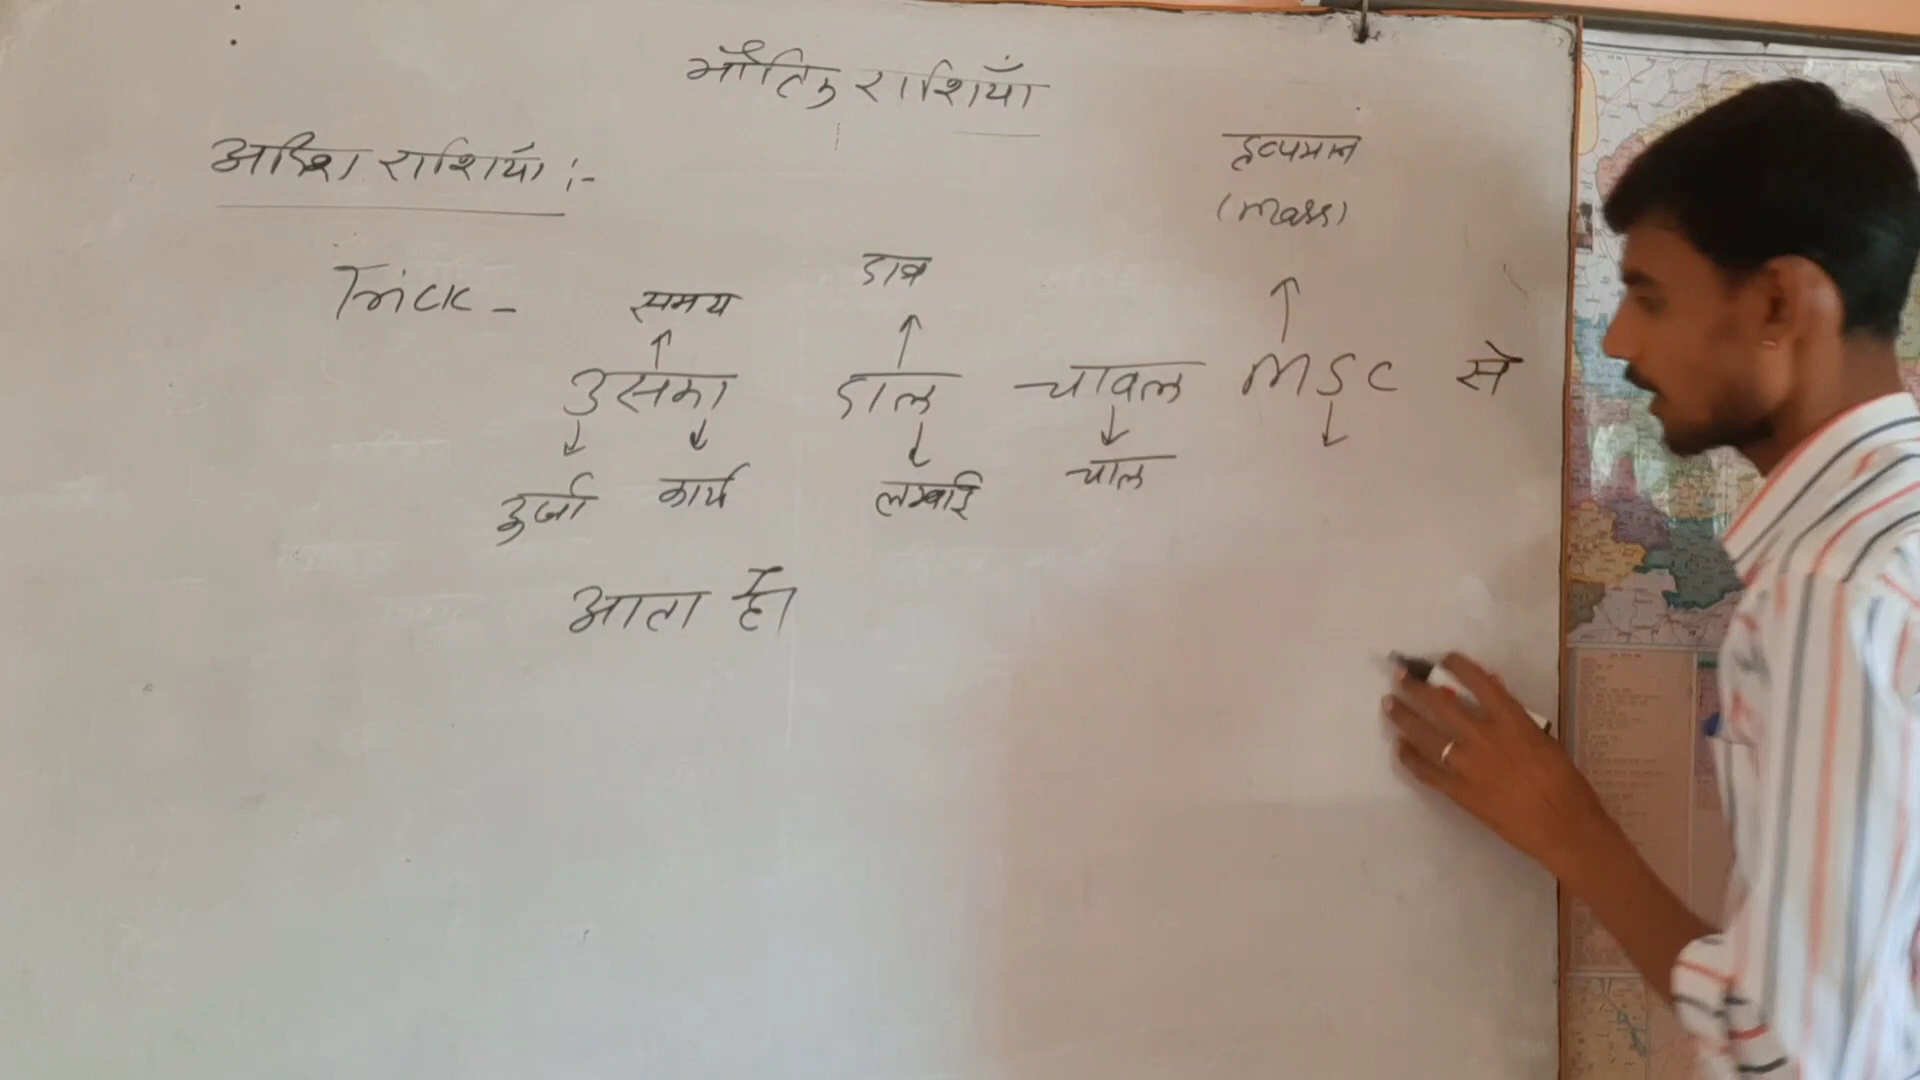 भौतिक राशियाँ
अदिश राशियाँ :-
द्रव्यमान
(mass)
Trick - समय दाब
उसका दाल चावल MSC से
ऊर्जा कार्य लम्बाई चाल
आता है।